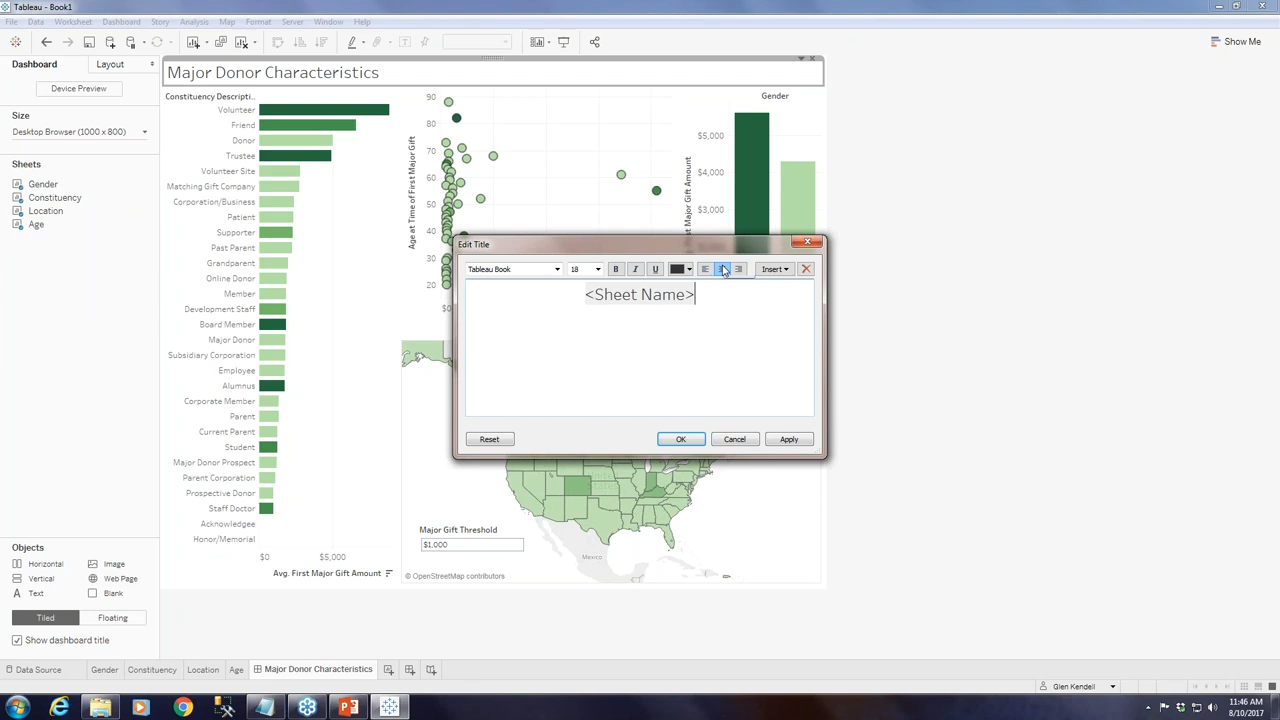 Tableau - Book1
File Data Worksheet Dashboard Story Analysis Map Format Server Window Help
Show Me
Dashboard Layout
Device Preview
Size
Desktop Browser (1000 x 800)
Sheets
Gender
Constituency
Location
Age
Objects
Horizontal Image
Vertical Web Page
Text Blank
Tiled Floating
Show dashboard title
Major Donor Characteristics
Constituency Descripti..
Volunteer
Friend
Donor
Trustee
Volunteer Site
Matching Gift Company
Corporation/Business
Patient
Supporter
Past Parent
Grandparent
Online Donor
Member
Development Staff
Board Member
Major Donor
Subsidiary Corporation
Employee
Alumnus
Corporate Member
Parent
Current Parent
Student
Major Donor Prospect
Parent Corporation
Prospective Donor
Staff Doctor
Acknowledgee
Honor/Memorial
$0 $5,000
Avg. First Major Gift Amount
Age at Time of First Major Gift
90
80
70
60
50
40
30
20
Gender
$5,000
$4,000
$3,000
Major Gift Amount
Edit Title
Tableau Book 18 B I U Insert
<Sheet Name>
Reset OK Cancel Apply
Major Gift Threshold
$1,000
Mexico
© OpenStreetMap contributors
Data Source Gender Constituency Location Age Major Donor Characteristics
Glen Kendell
11:46 AM
8/10/2017